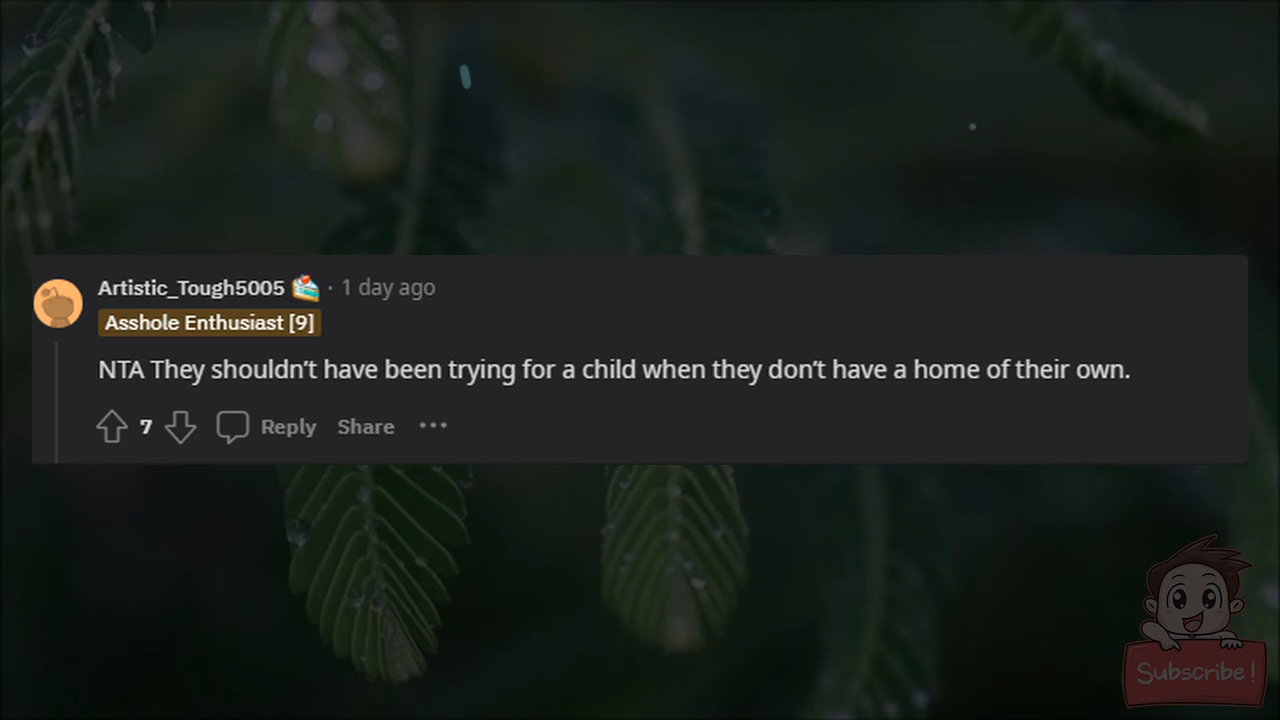 Artistic_Tough5005 🍰 · 1 day ago
Asshole Enthusiast [9]
NTA They shouldn’t have been trying for a child when they don’t have a home of their own.
7 Reply Share ···
Subscribe!